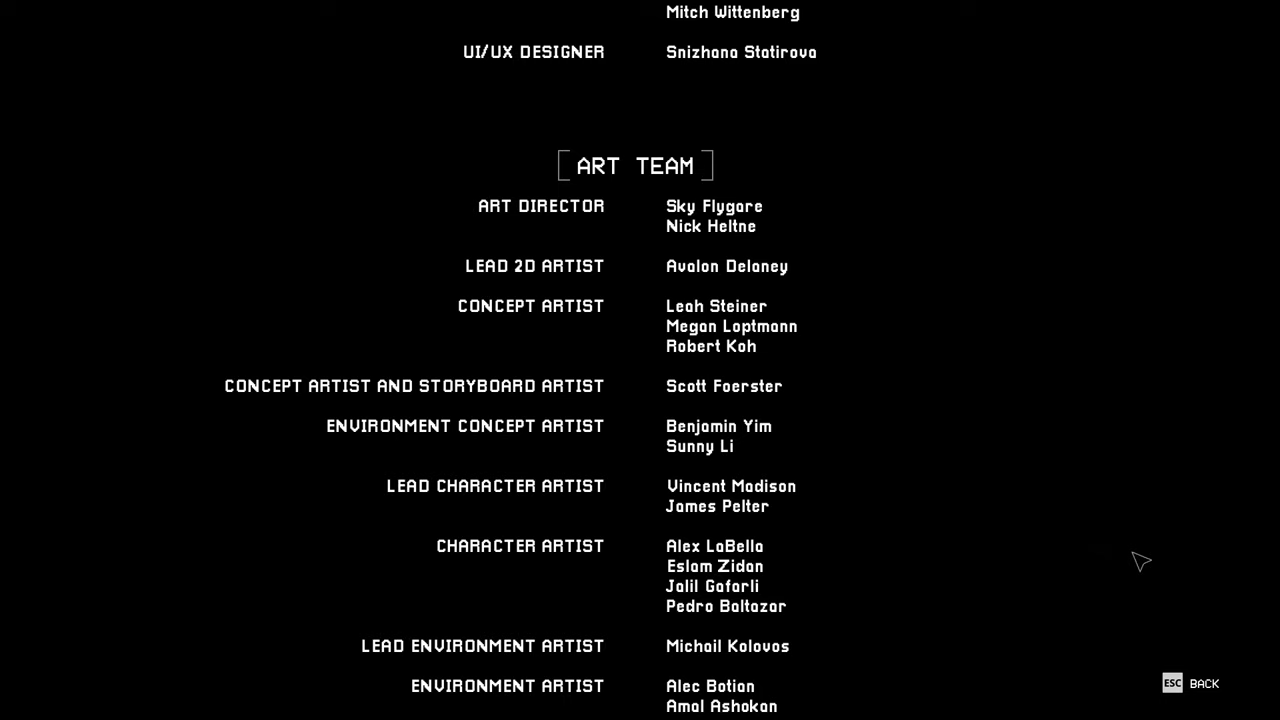 Mitch Wittenberg
UI/UX DESIGNER Snizhana Statirova
ART TEAM
ART DIRECTOR Sky Flygare
Nick Heltne
LEAD 2D ARTIST Avalon Delaney
CONCEPT ARTIST Leah Steiner
Megan Loptmann
Robert Koh
CONCEPT ARTIST AND STORYBOARD ARTIST Scott Foerster
ENVIRONMENT CONCEPT ARTIST Benjamin Yim
Sunny Li
LEAD CHARACTER ARTIST Vincent Madison
James Pelter
CHARACTER ARTIST Alex LaBella
Eslam Zidan
Jalil Gafarli
Pedro Baltazar
LEAD ENVIRONMENT ARTIST Michail Kolovos
ENVIRONMENT ARTIST Alec Botian
Amal Ashokan
ESC BACK